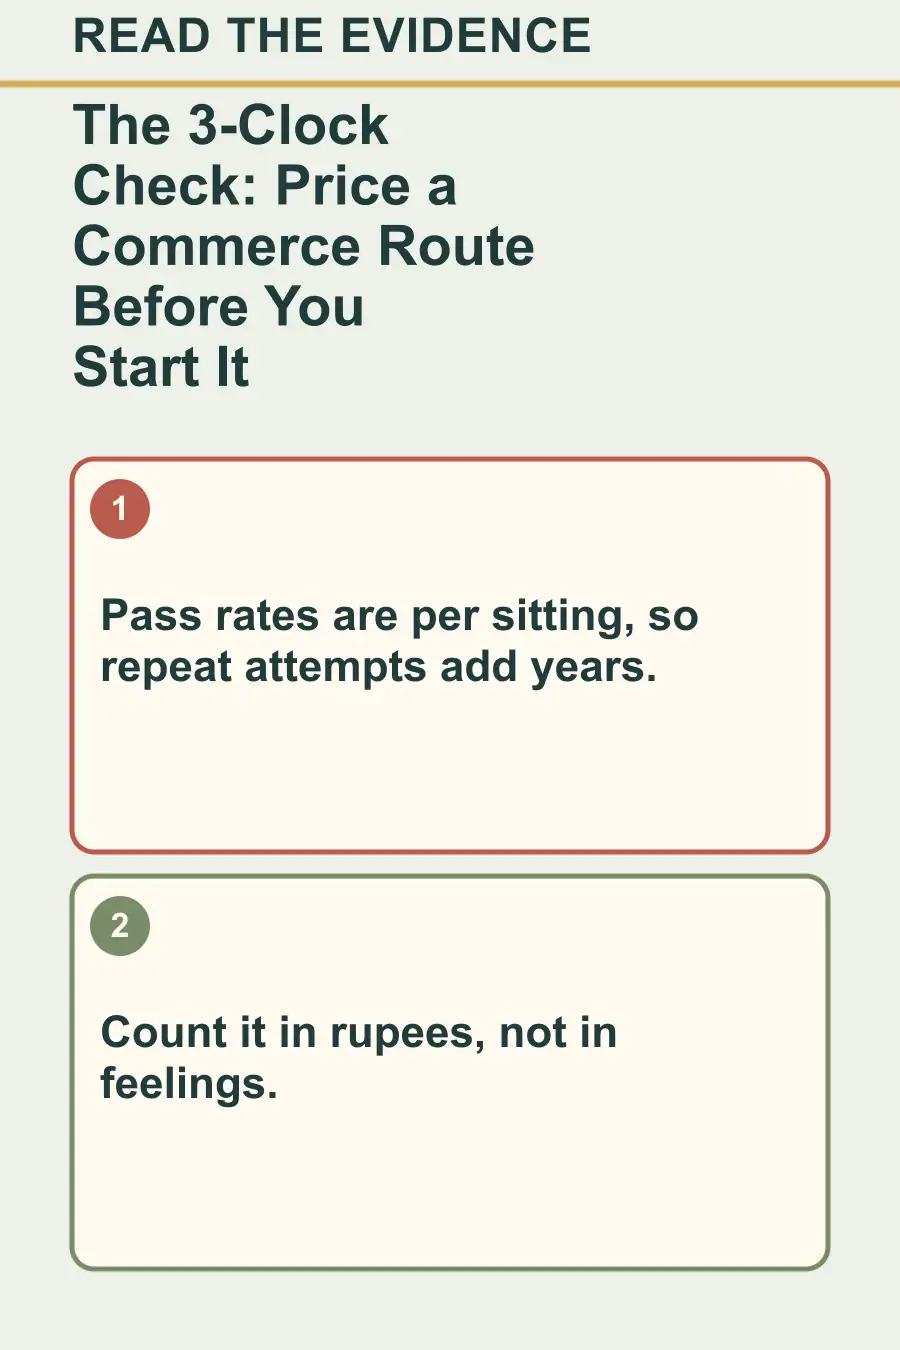 READ THE EVIDENCE
The 3-Clock
Check: Price a
Commerce Route
Before You
Start It
1
Pass rates are per sitting, so
repeat attempts add years.
2
Count it in rupees, not in
feelings.